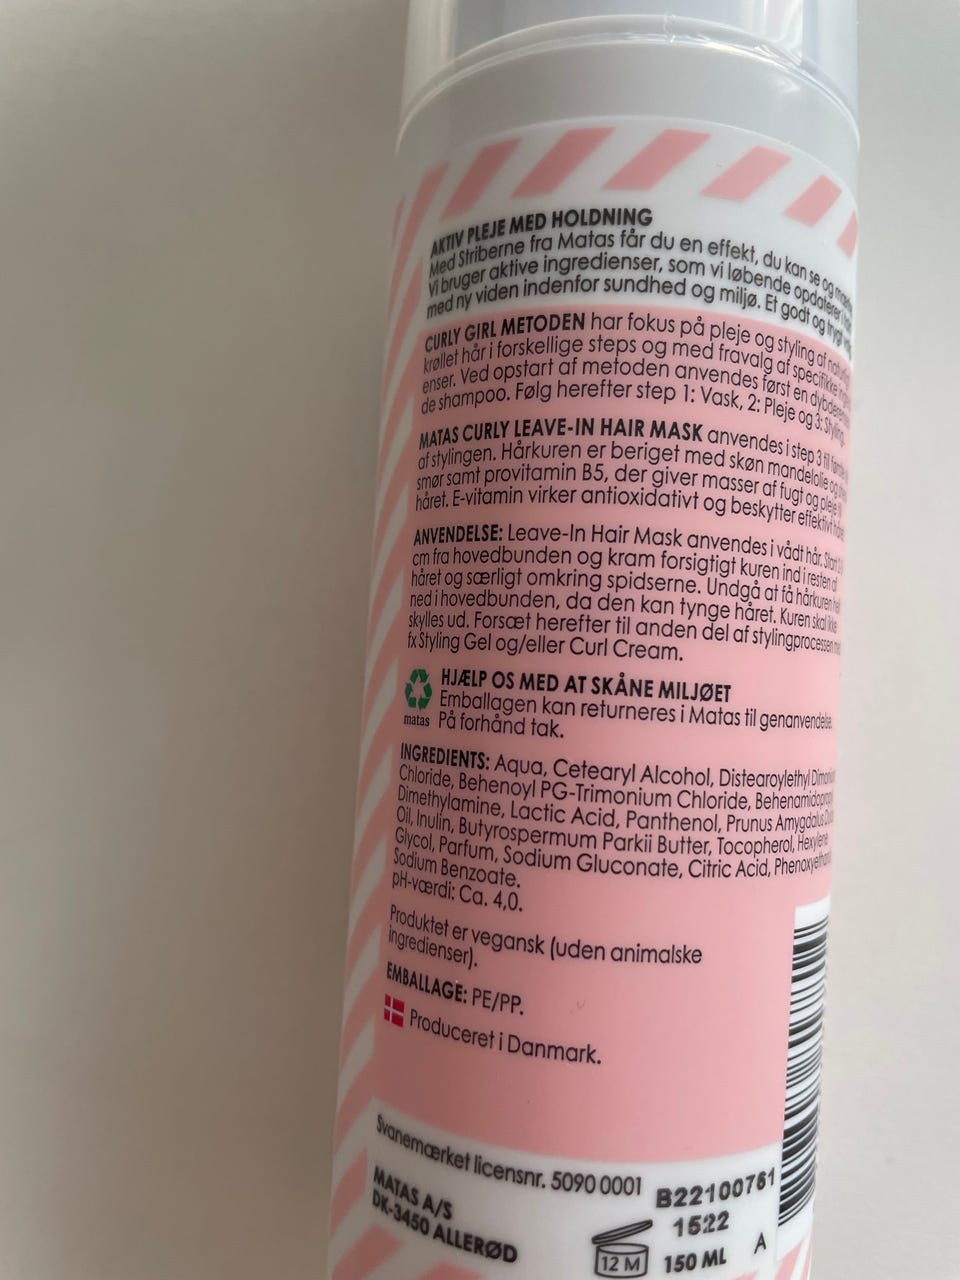 AKTIV PLEJE MED HOLDNING
Med Striberne fra Matas får du en effekt, du kan se og
Vi bruger aktive ingredienser, som vi løbende opdaterer
med ny viden indenfor sundhed og miljø. Et godt og trygt
CURLY GIRL METODEN har fokus på pleje og styling af
krøllet hår i forskellige steps og med fravalg af specifikke
enser. Ved opstart af metoden anvendes først en
de shampoo. Følg herefter step 1: Vask, 2: Pleje og 3: Styling.
MATAS CURLY LEAVE-IN HAIR MASK anvendes i step 3 til
af stylingen. Hårkuren er beriget med skøn mandelolie og
smør samt provitamin B5, der giver masser af fugt og pleje til
håret. E-vitamin virker antioxidativt og beskytter effektivt
ANVENDELSE: Leave-In Hair Mask anvendes i vådt hår. Start
cm fra hovedbunden og kram forsigtigt kuren ind i resten af
håret og særligt omkring spidserne. Undgå at få hårkuren
ned i hovedbunden, da den kan tynge håret. Kuren skal ikke
skylles ud. Forsæt herefter til anden del af stylingprocessen
fx Styling Gel og/eller Curl Cream.
HJÆLP OS MED AT SKÅNE MILJØET
Emballagen kan returneres i Matas til genanvendelse.
matas På forhånd tak.
INGREDIENTS: Aqua, Cetearyl Alcohol, Distearoylethyl
Chloride, Behenoyl PG-Trimonium Chloride,
Dimethylamine, Lactic Acid, Panthenol, Prunus Amygdalus
Oil, Inulin, Butyrospermum Parkii Butter, Tocopherol, Hexylene
Glycol, Parfum, Sodium Gluconate, Citric Acid,
Sodium Benzoate.
pH-værdi: Ca. 4,0.
Produktet er vegansk (uden animalske
ingredienser).
EMBALLAGE: PE/PP.
Produceret i Danmark.
Svanemærket licensnr. 5090 0001
MATAS A/S
DK-3450 ALLERØD
B22100761
1522
12 M
150 ML
A